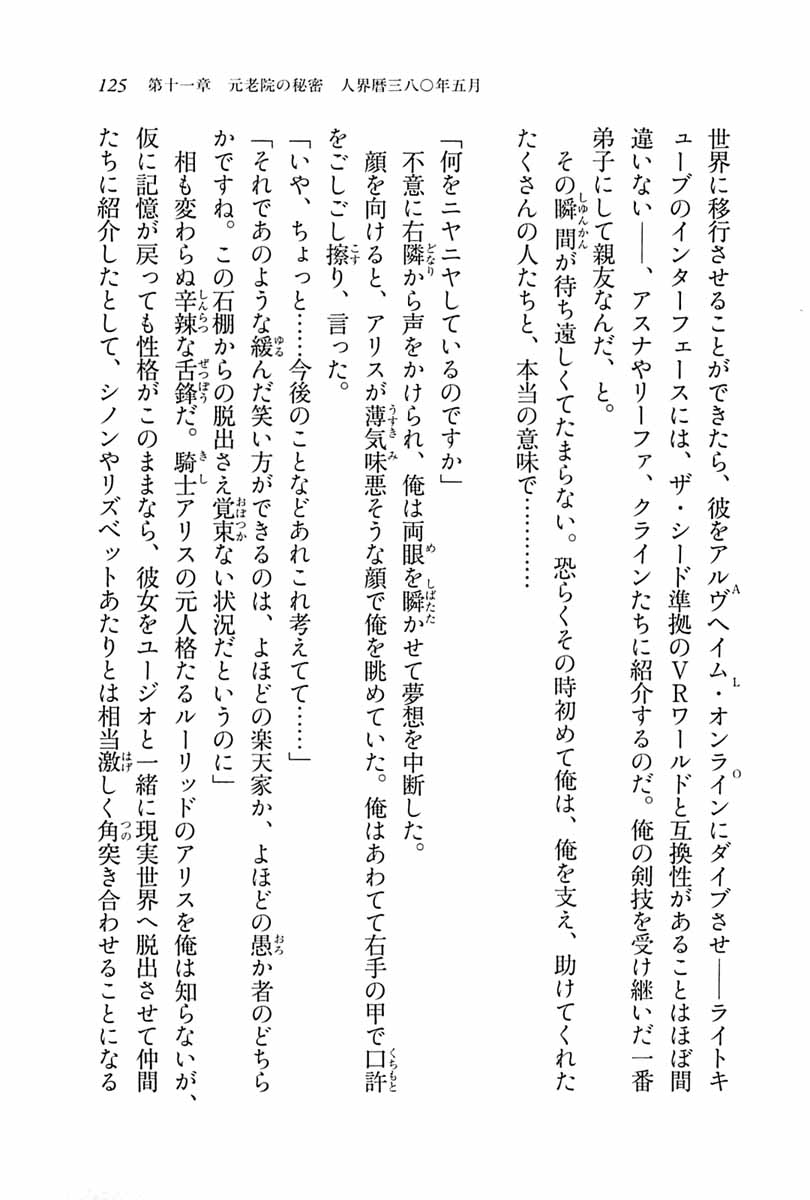 125　第十一章　元老院の秘密　人界暦三八〇年五月
世界に移行させることができたら、彼をアルヴヘイム・オンラインにダイブさせ――ライトキ
ューブのインターフェースには、ザ・シード準拠のＶＲワールドと互換性があることはほぼ間
違いない――、アスナやリーファ、クラインたちに紹介するのだ。俺の剣技を受け継いだ一番
弟子にして親友なんだ、と。
その瞬間が待ち遠しくてたまらない。恐らくその時初めて俺は、俺を支え、助けてくれた
たくさんの人たちと、本当の意味で…………
「何をニヤニヤしているのですか」
不意に右隣から声をかけられ、俺は両眼を瞬かせて夢想を中断した。
顔を向けると、アリスが薄気味悪そうな顔で俺を眺めていた。俺はあわてて右手の甲で口許
をごしごし擦り、言った。
「いや、ちょっと……今後のことなどあれこれ考えてて……」
「それであのような緩んだ笑い方ができるのは、よほどの楽天家か、よほどの愚か者のどちら
かですね。この石棚からの脱出さえ覚束ない状況だというのに」
相も変わらぬ辛辣な舌鋒だ。騎士アリスの元人格たるルーリッドのアリスを俺は知らないが、
仮に記憶が戻っても性格がこのままなら、彼女をユージオと一緒に現実世界へ脱出させて仲間
たちに紹介したとして、シノンやリズベットあたりとは相当激しく角突き合わせることになる